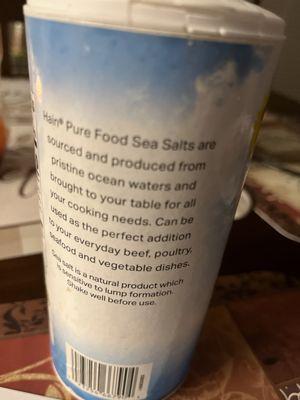 Hain® Pure Food Sea Salts are
sourced and produced from
pristine ocean waters and
brought to your table for all
your cooking needs. Can be
used as the perfect addition
to your everyday beef, poultry,
seafood and vegetable dishes.
Sea salt is a natural product which
is sensitive to lump formation.
Shake well before use.